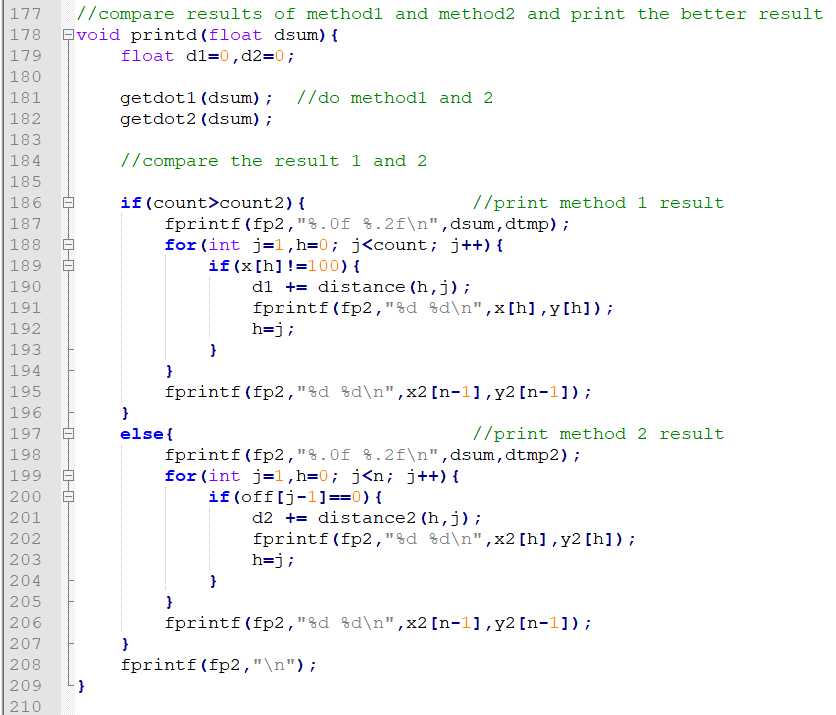 177 //compare results of method1 and method2 and print the better result
178 void printd(float dsum){
179     float d1=0,d2=0;
180
181     getdot1(dsum);  //do method1 and 2
182     getdot2(dsum);
183
184     //compare the result 1 and 2
185
186     if(count>count2){               //print method 1 result
187         fprintf(fp2,"%.0f %.2f\n",dsum,dtmp);
188         for(int j=1,h=0; j<count; j++){
189             if(x[h]!=100){
190                 d1 += distance(h,j);
191                 fprintf(fp2,"%d %d\n",x[h],y[h]);
192                 h=j;
193             }
194         }
195         fprintf(fp2,"%d %d\n",x2[n-1],y2[n-1]);
196     }
197     else{                           //print method 2 result
198         fprintf(fp2,"%.0f %.2f\n",dsum,dtmp2);
199         for(int j=1,h=0; j<n; j++){
200             if(off[j-1]==0){
201                 d2 += distance2(h,j);
202                 fprintf(fp2,"%d %d\n",x2[h],y2[h]);
203                 h=j;
204             }
205         }
206         fprintf(fp2,"%d %d\n",x2[n-1],y2[n-1]);
207     }
208     fprintf(fp2,"\n");
209 }
210